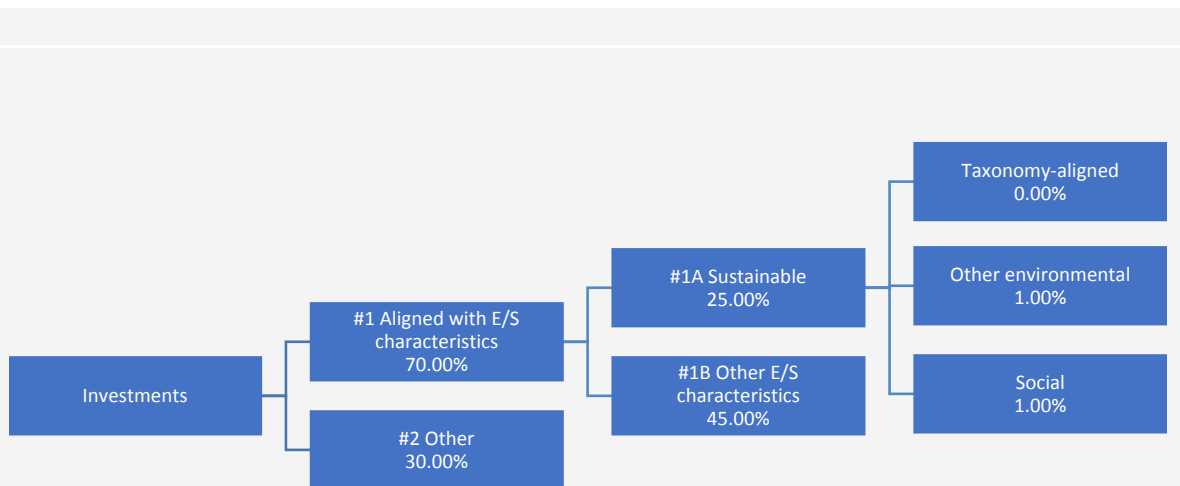 Investments
#1 Aligned with E/S
characteristics
70.00%
#2 Other
30.00%
#1A Sustainable
25.00%
#1B Other E/S
characteristics
45.00%
Taxonomy-aligned
0.00%
Other environmental
1.00%
Social
1.00%